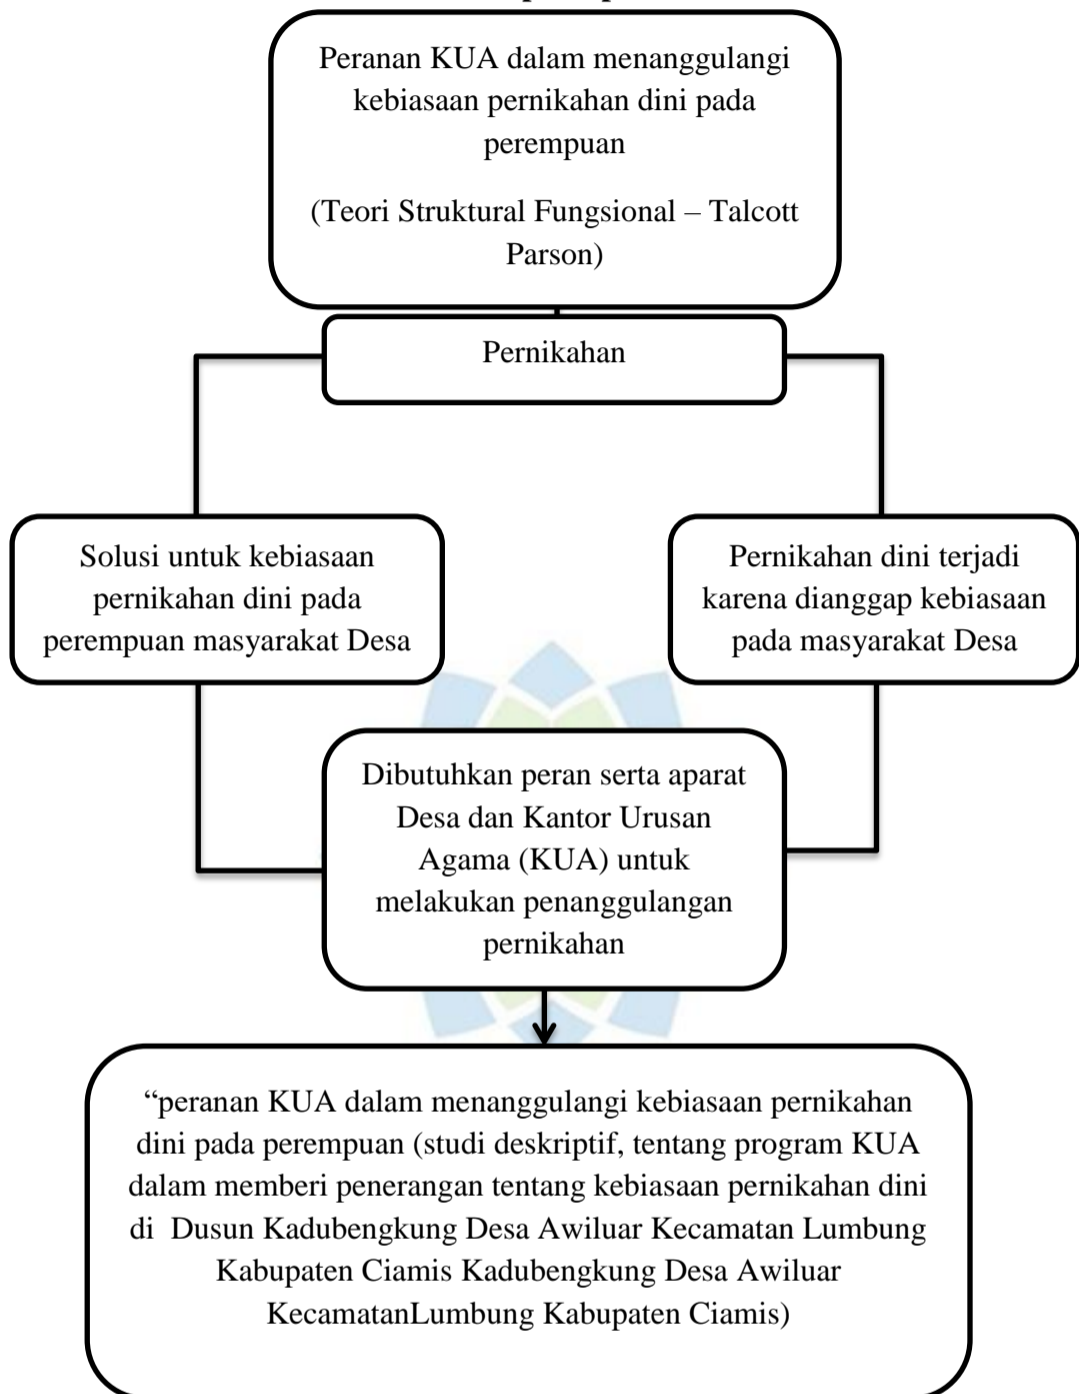 Peranan KUA dalam menanggulangi
kebiasaan pernikahan dini pada
perempuan
(Teori Struktural Fungsional – Talcott
Parson)
Pernikahan
Solusi untuk kebiasaan
pernikahan dini pada
perempuan masyarakat Desa
Pernikahan dini terjadi
karena dianggap kebiasaan
pada masyarakat Desa
Dibutuhkan peran serta aparat
Desa dan Kantor Urusan
Agama (KUA) untuk
melakukan penanggulangan
pernikahan
“peranan KUA dalam menanggulangi kebiasaan pernikahan
dini pada perempuan (studi deskriptif, tentang program KUA
dalam memberi penerangan tentang kebiasaan pernikahan dini
di  Dusun Kadubengkung Desa Awiluar Kecamatan Lumbung
Kabupaten Ciamis Kadubengkung Desa Awiluar
KecamatanLumbung Kabupaten Ciamis)